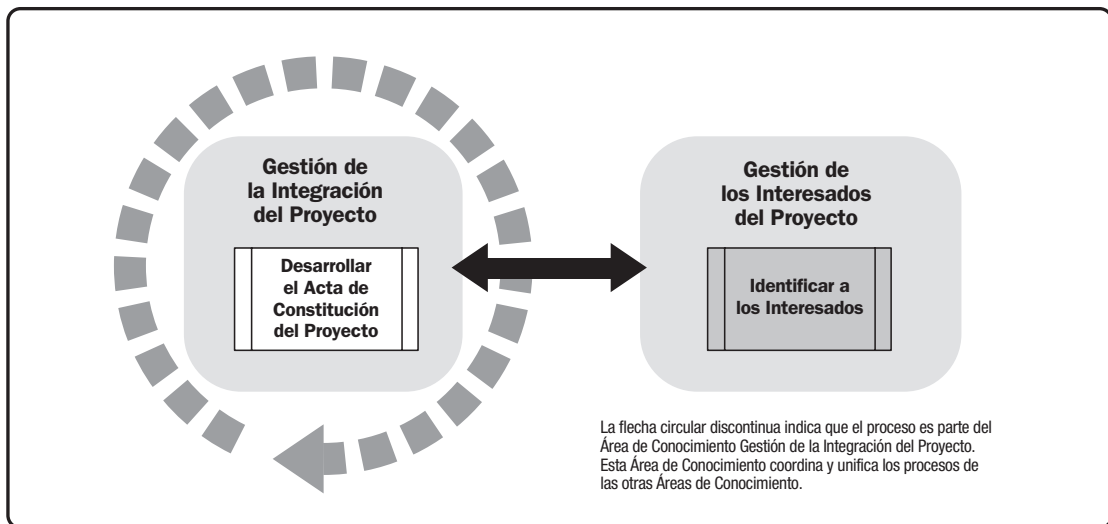 Gestión de
la Integración
del Proyecto
Desarrollar
el Acta de
Constitución
del Proyecto
Gestión de
los Interesados
del Proyecto
Identificar a
los Interesados
La flecha circular discontinua indica que el proceso es parte del
Área de Conocimiento Gestión de la Integración del Proyecto.
Esta Área de Conocimiento coordina y unifica los procesos de
las otras Áreas de Conocimiento.